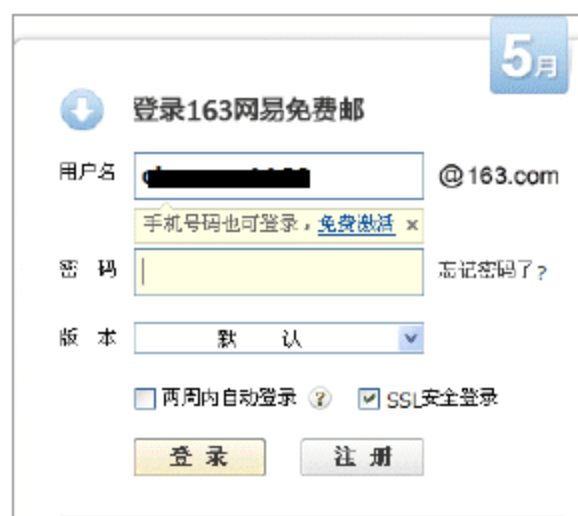 5月
登录163网易免费邮
用户名 @163.com
手机号码也可登录，免费激活 ×
密 码 忘记密码了?
版 本 默 认
两周内自动登录 ? SSL安全登录
登 录 注 册